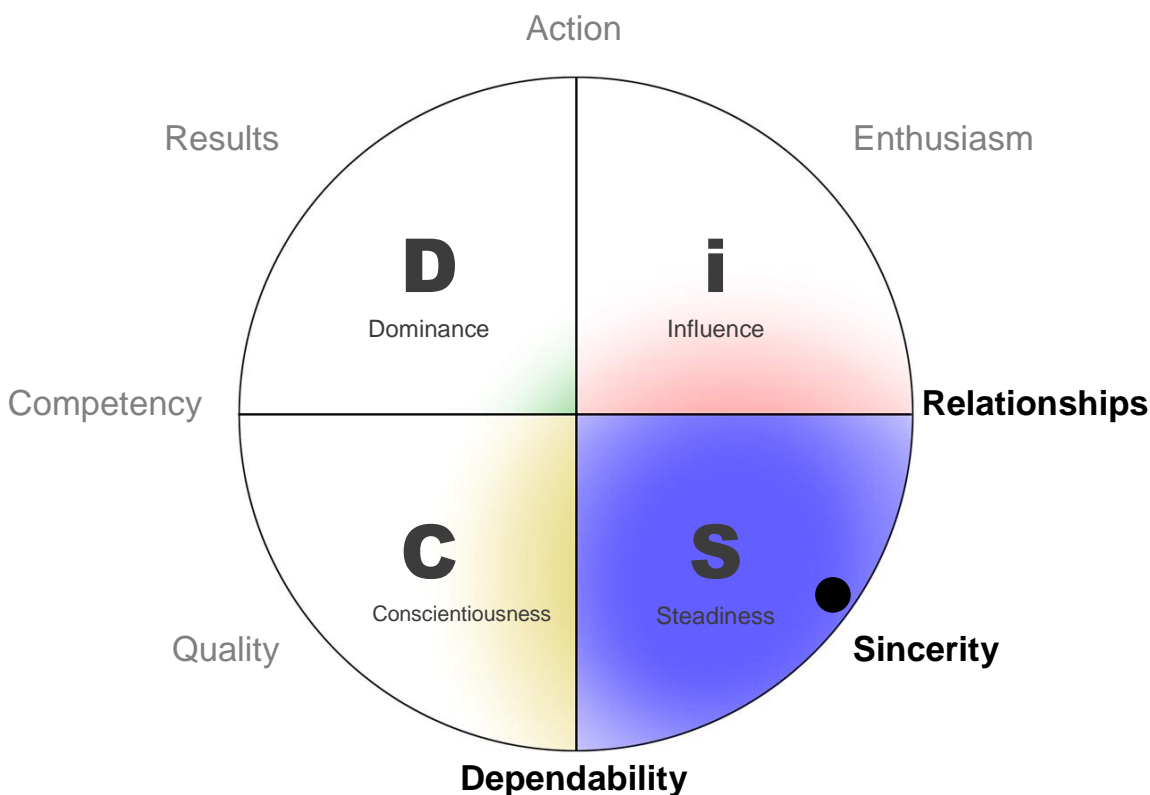 Action
Results
Enthusiasm
D
i
Dominance
Influence
Competency
Relationships
C
S
Conscientiousness
Steadiness
Quality
Sincerity
Dependability